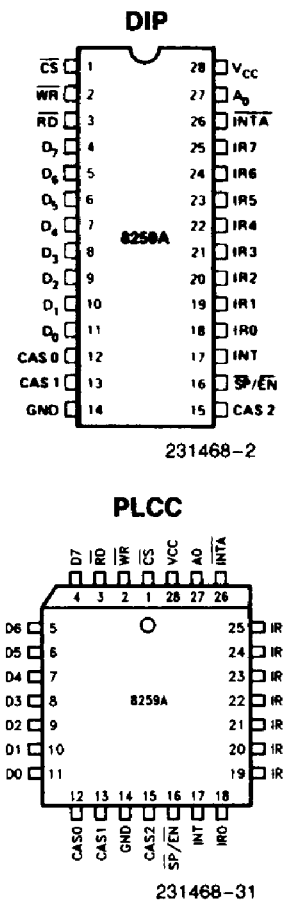 DIP
CS 1 28 VCC
WR 2 27 A0
RD 3 26 INTA
D7 4 25 IR7
D6 5 24 IR6
D5 6 23 IR5
D4 7 22 IR4
8259A
D3 8 21 IR3
D2 9 20 IR2
D1 10 19 IR1
D0 11 18 IR0
CAS 0 12 17 INT
CAS 1 13 16 SP/EN
GND 14 15 CAS 2
231468-2
PLCC
D7 RD WR CS VCC A0 INTA
4 3 2 1 28 27 26
D6 5 25 IR
D5 6 24 IR
D4 7 23 IR
D3 8 8259A 22 IR
D2 9 21 IR
D1 10 20 IR
D0 11 19 IR
12 13 14 15 16 17 18
CAS0 CAS1 GND CAS2 SP/EN INT IR0
231468-31